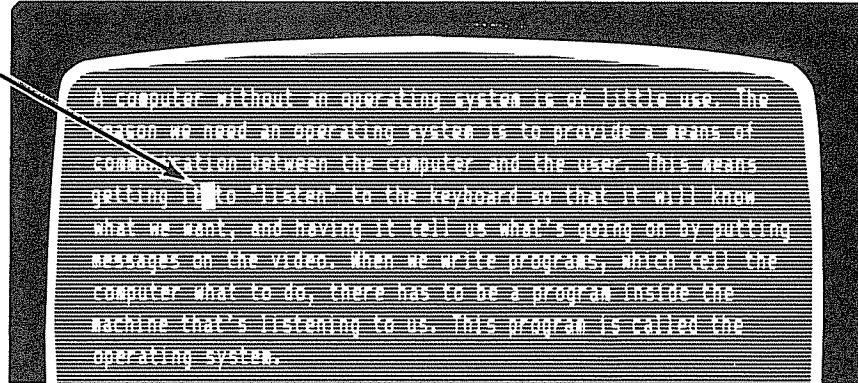 A computer without an operating system is of little use. The
reason we need an operating system is to provide a means of
communication between the computer and the user. This means
getting it to "listen" to the keyboard so that it will know
what we want, and having it tell us what's going on by putting
messages on the video. When we write programs, which tell the
computer what to do, there has to be a program inside the
machine that's listening to us. This program is called the
operating system.